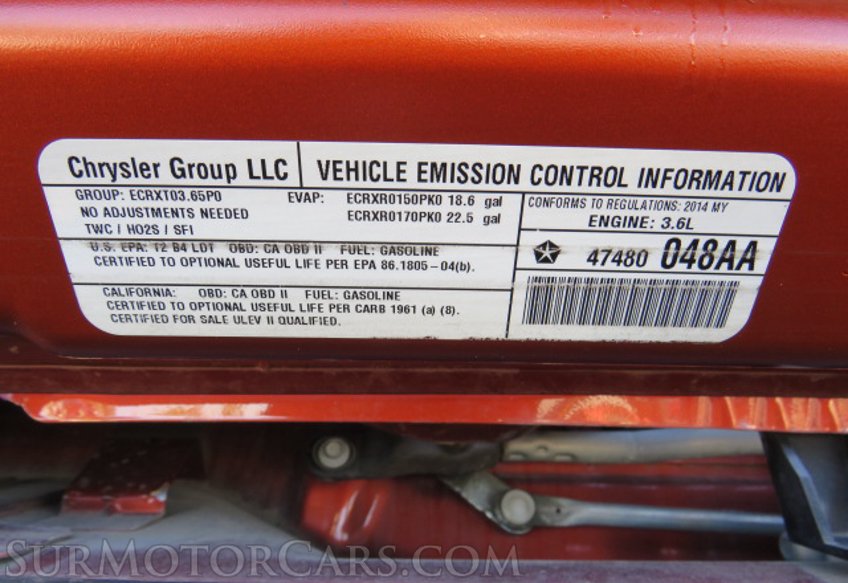 Chrysler Group LLC
VEHICLE EMISSION CONTROL INFORMATION
GROUP: ECRXT03.65P0 EVAP: ECRXR0150PK0 18.6 gal
NO ADJUSTMENTS NEEDED ECRXR0170PK0 22.5 gal
TWC / HO2S / SFI
CONFORMS TO REGULATIONS: 2014 MY
ENGINE: 3.6L
U.S. EPA: T2 B4 LDT OBD: CA OBD II FUEL: GASOLINE
CERTIFIED TO OPTIONAL USEFUL LIFE PER EPA 86.1805-04(b).
47480 048AA
CALIFORNIA: OBD: CA OBD II FUEL: GASOLINE
CERTIFIED TO OPTIONAL USEFUL LIFE PER CARB 1961 (a) (8).
CERTIFIED FOR SALE ULEV II QUALIFIED.
SURMOTORCARS.COM